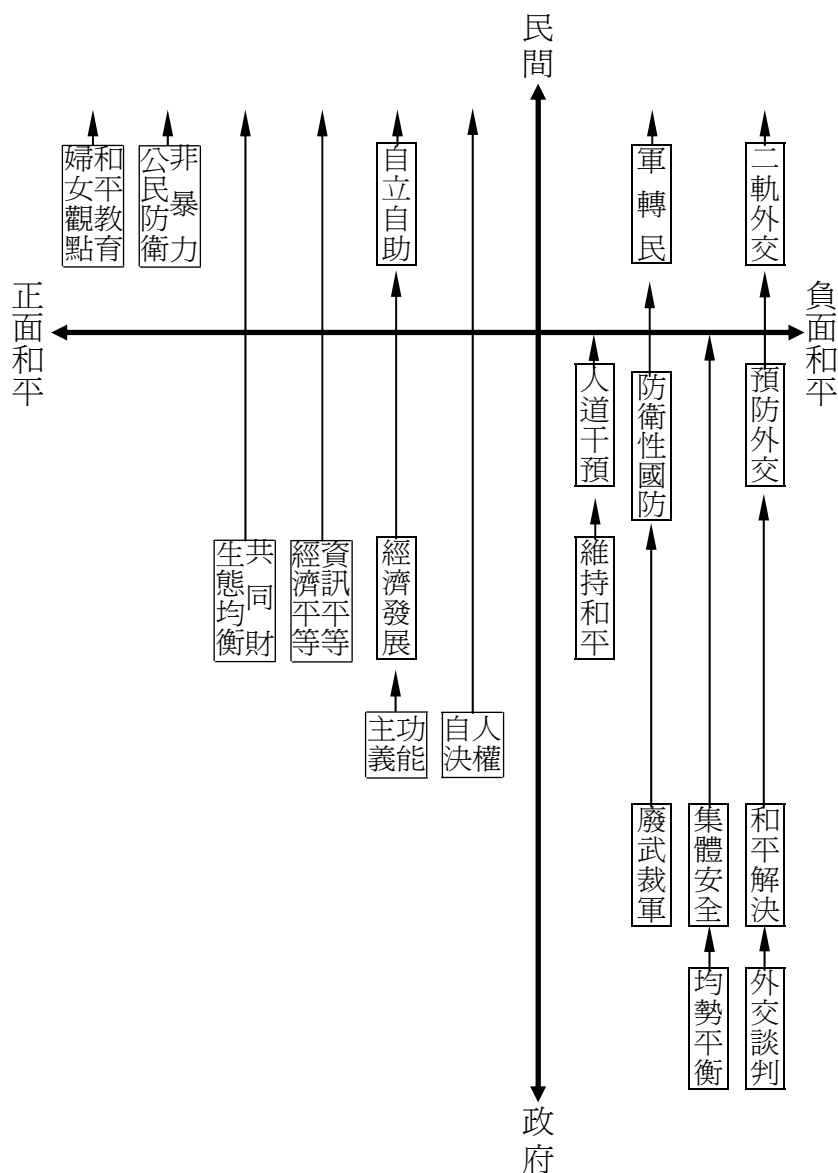 民間
婦女觀點
和平教育
公民防衛
非暴力
自立自助
軍轉民
二軌外交
正面和平
負面和平
人道干預
防衛性國防
預防外交
生態均衡
共同財
經濟平等
資訊平等
經濟發展
維持和平
主義
功能
自決
人權
廢武裁軍
集體安全
和平解決
均勢平衡
外交談判
政府